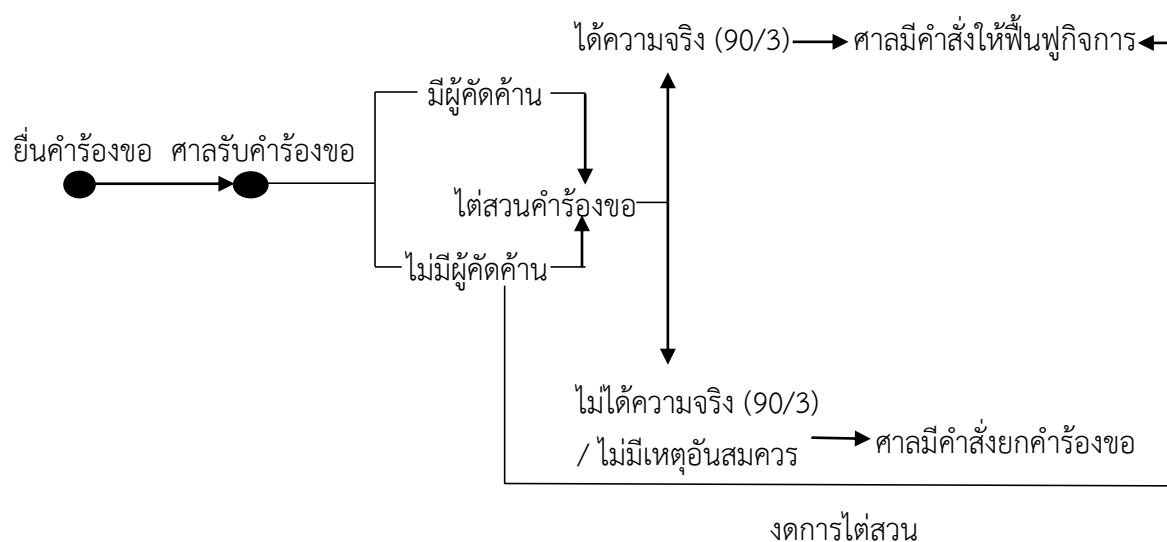 ได้ความจริง (90/3) ศาลมีคำสั่งให้ฟื้นฟูกิจการ
มีผู้คัดค้าน
ยื่นคำร้องขอ ศาลรับคำร้องขอ
ไต่สวนคำร้องขอ
ไม่มีผู้คัดค้าน
ไม่ได้ความจริง (90/3)
/ ไม่มีเหตุอันสมควร ศาลมีคำสั่งยกคำร้องขอ
งดการไต่สวน